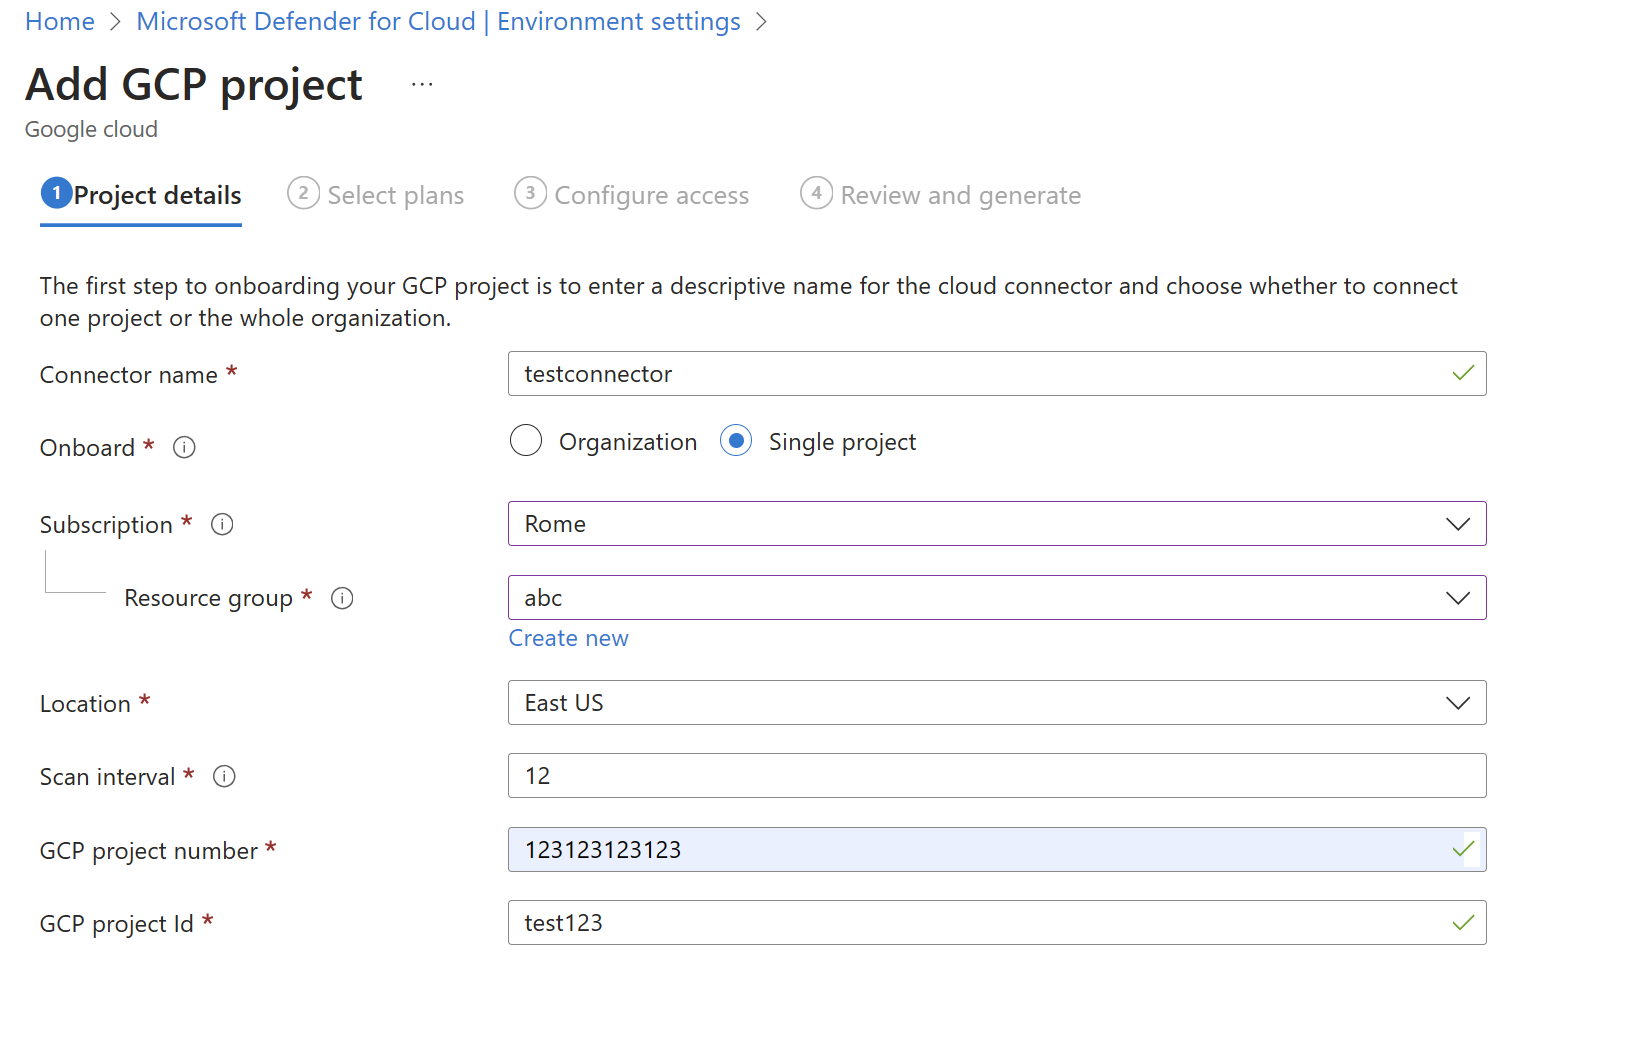 Home > Microsoft Defender for Cloud | Environment settings >
Add GCP project ...
Google cloud
1 Project details 2 Select plans 3 Configure access 4 Review and generate
The first step to onboarding your GCP project is to enter a descriptive name for the cloud connector and choose whether to connect
one project or the whole organization.
Connector name * testconnector
Onboard * Organization Single project
Subscription * Rome
Resource group * abc
Create new
Location * East US
Scan interval * 12
GCP project number * 123123123123
GCP project Id * test123